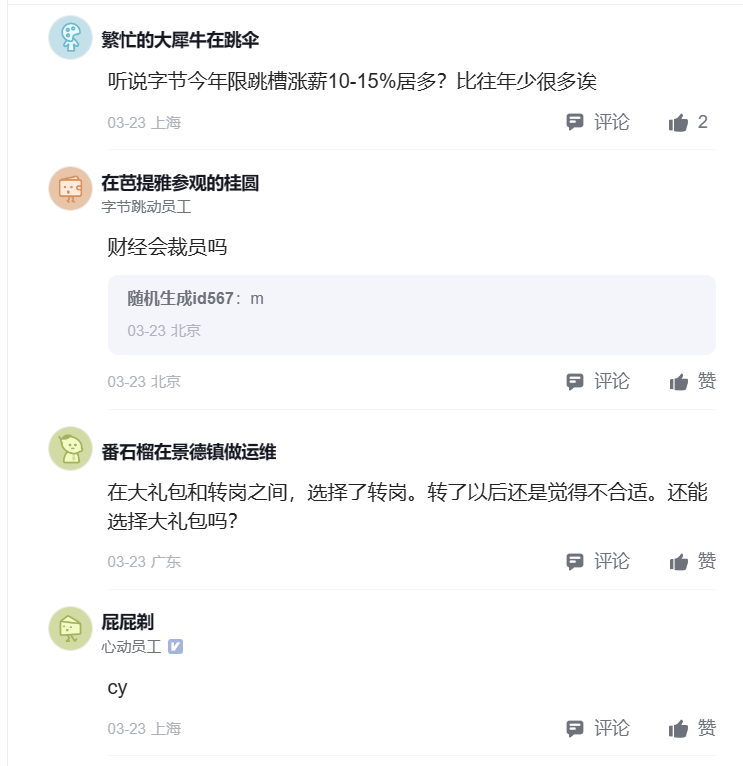 繁忙的大犀牛在跳伞
听说字节今年限跳槽涨薪10-15%居多？比往年少很多诶
03-23 上海
评论
2
在芭提雅参观的桂圆
字节跳动员工
财经会裁员吗
随机生成id567：m
03-23 北京
03-23 北京
评论
赞
番石榴在景德镇做运维
在大礼包和转岗之间，选择了转岗。转了以后还是觉得不合适。还能
选择大礼包吗？
03-23 广东
评论
赞
屁屁剃
心动员工
cy
03-23 上海
评论
赞